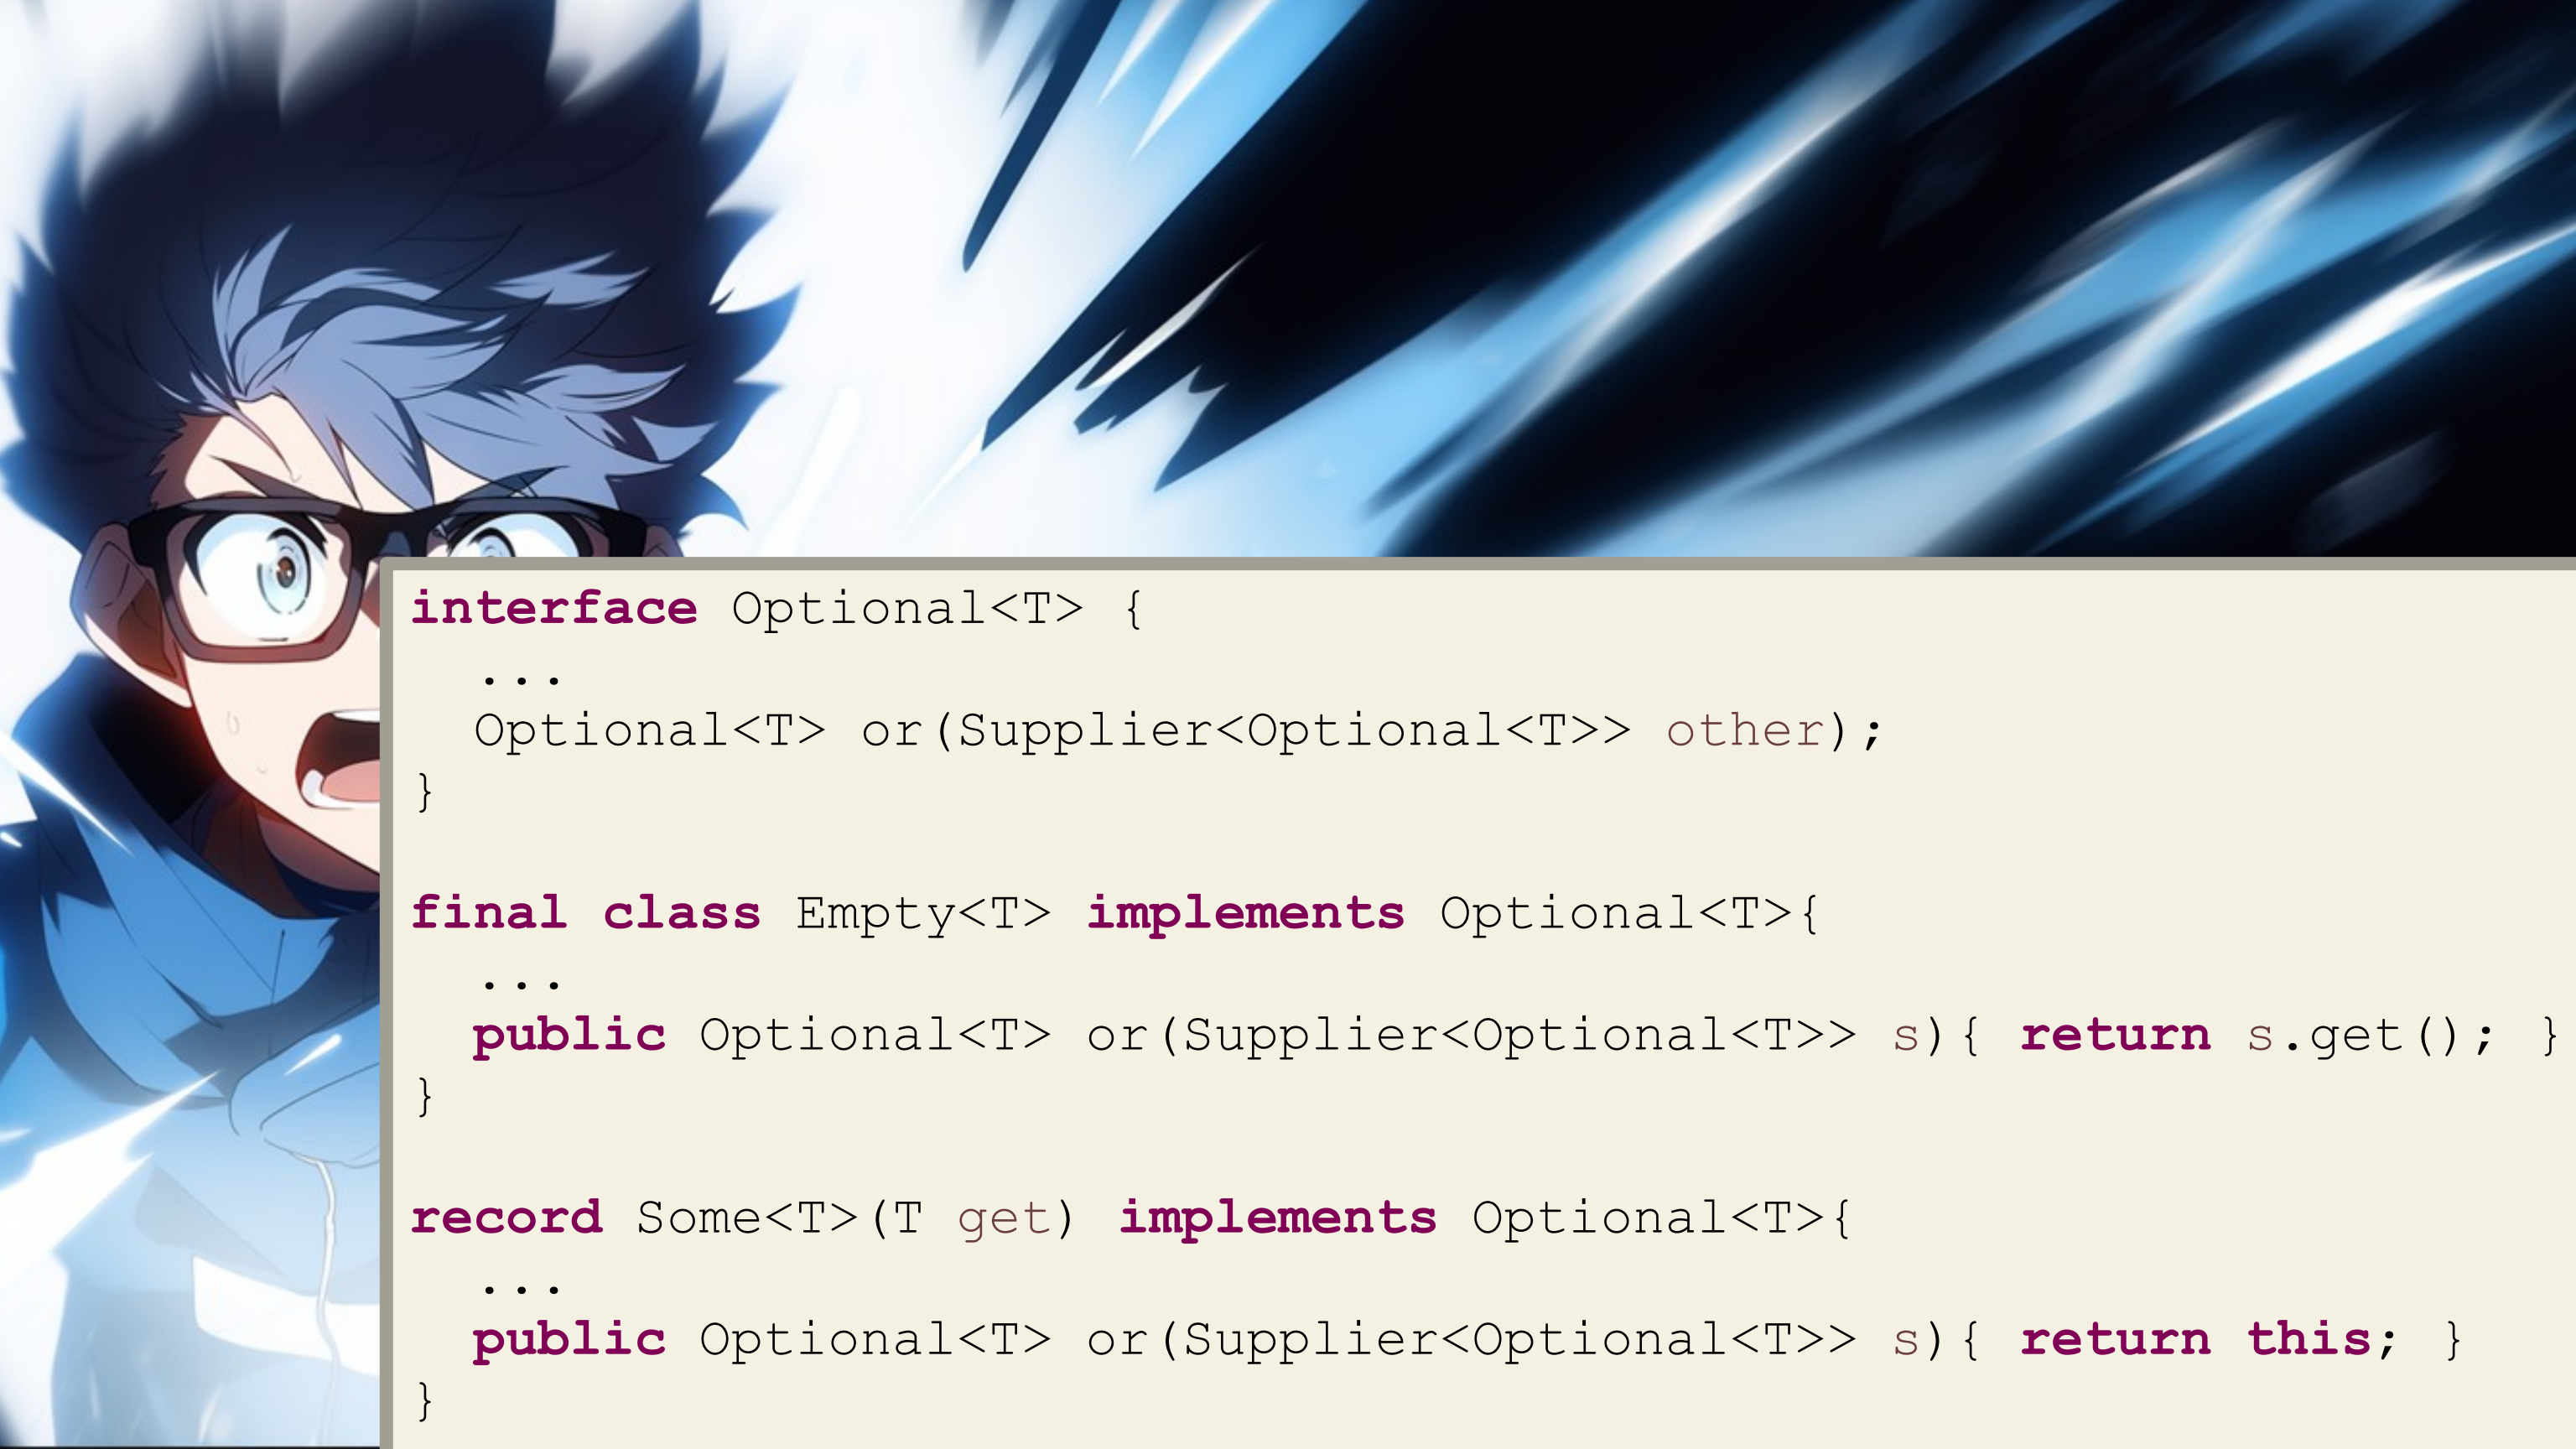 interface Optional<T> {
...
Optional<T> or(Supplier<Optional<T>> other);
}
final class Empty<T> implements Optional<T>{
...
public Optional<T> or(Supplier<Optional<T>> s){ return s.get(); }
}
record Some<T>(T get) implements Optional<T>{
...
public Optional<T> or(Supplier<Optional<T>> s){ return this; }
}